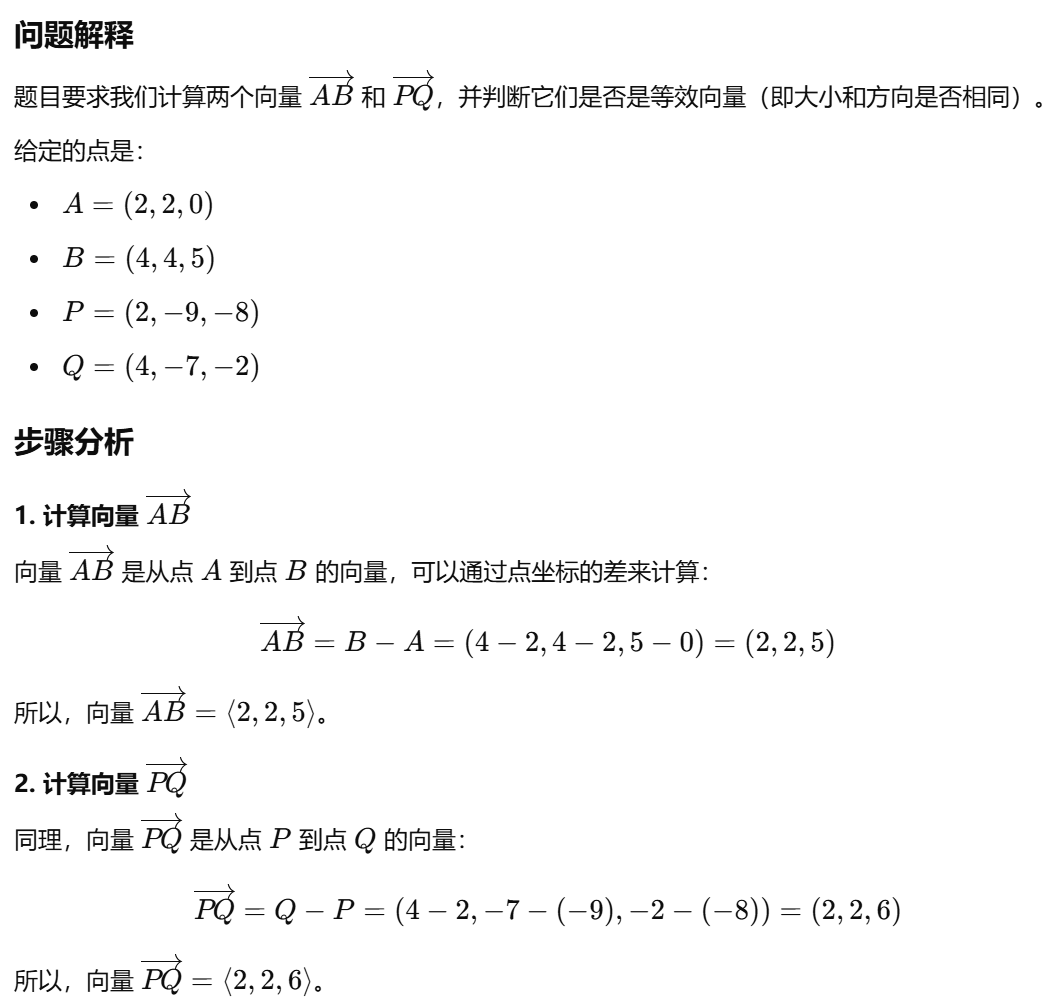 问题解释
题目要求我们计算两个向量 $\overrightarrow{AB}$ 和 $\overrightarrow{PQ}$，并判断它们是否是等效向量（即大小和方向是否相同）。
给定的点是：
• $A = (2, 2, 0)$
• $B = (4, 4, 5)$
• $P = (2, -9, -8)$
• $Q = (4, -7, -2)$
步骤分析
1. 计算向量 $\overrightarrow{AB}$
向量 $\overrightarrow{AB}$ 是从点 $A$ 到点 $B$ 的向量，可以通过点坐标的差来计算：
$\overrightarrow{AB} = B - A = (4 - 2, 4 - 2, 5 - 0) = (2, 2, 5)$
所以，向量 $\overrightarrow{AB} = \langle 2, 2, 5 \rangle$。
2. 计算向量 $\overrightarrow{PQ}$
同理，向量 $\overrightarrow{PQ}$ 是从点 $P$ 到点 $Q$ 的向量：
$\overrightarrow{PQ} = Q - P = (4 - 2, -7 - (-9), -2 - (-8)) = (2, 2, 6)$
所以，向量 $\overrightarrow{PQ} = \langle 2, 2, 6 \rangle$。